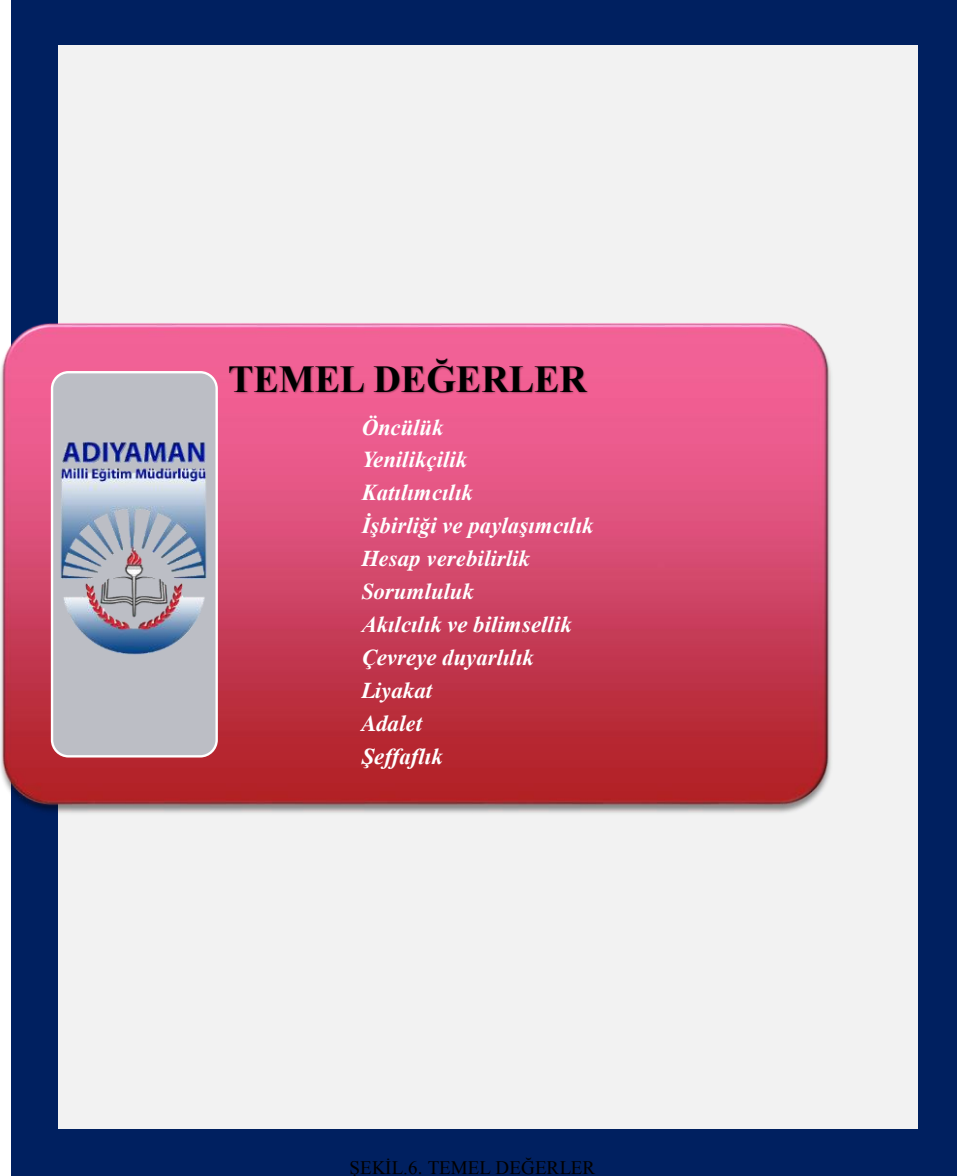 TEMEL DEĞERLER
ADIYAMAN
Milli Eğitim Müdürlüğü
Öncülük
Yenilikçilik
Katılımcılık
İşbirliği ve paylaşımcılık
Hesap verebilirlik
Sorumluluk
Akılcılık ve bilimsellik
Çevreye duyarlılık
Liyakat
Adalet
Şeffaflık
ŞEKİL.6. TEMEL DEĞERLER